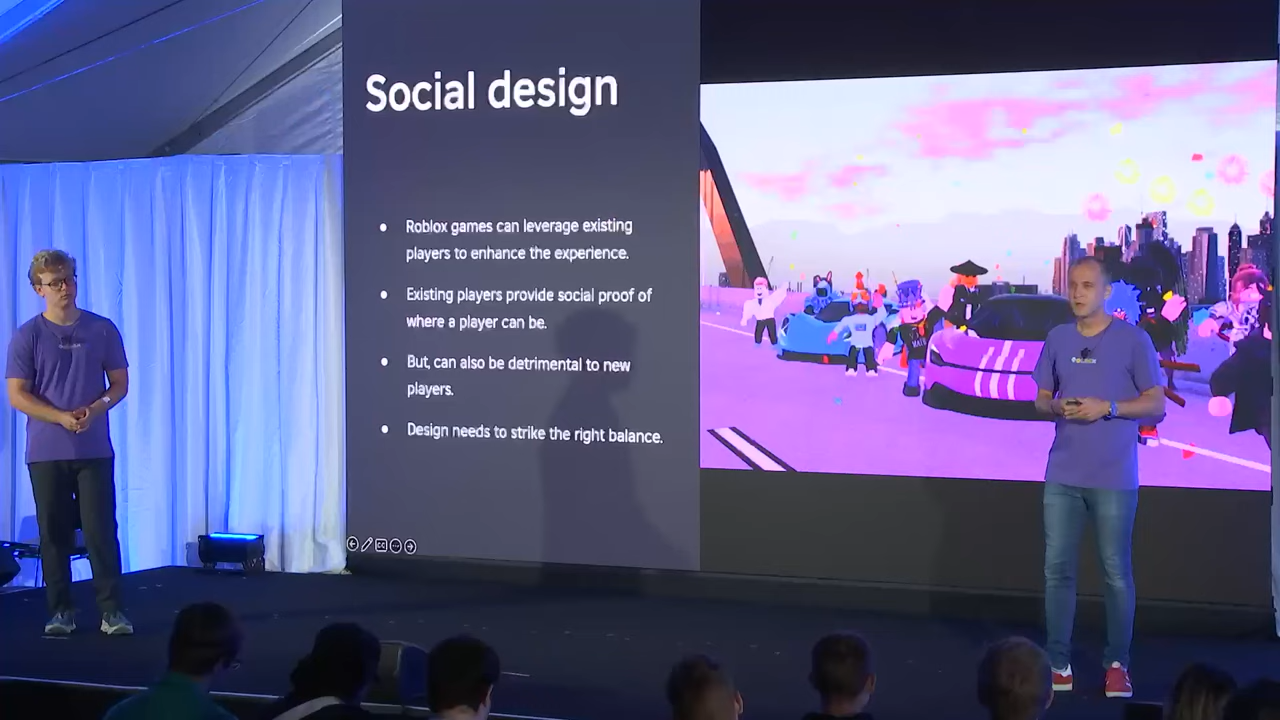 Social design
Roblox games can leverage existing
players to enhance the experience.
Existing players provide social proof of
where a player can be.
But, can also be detrimental to new
players.
Design needs to strike the right balance.
CC